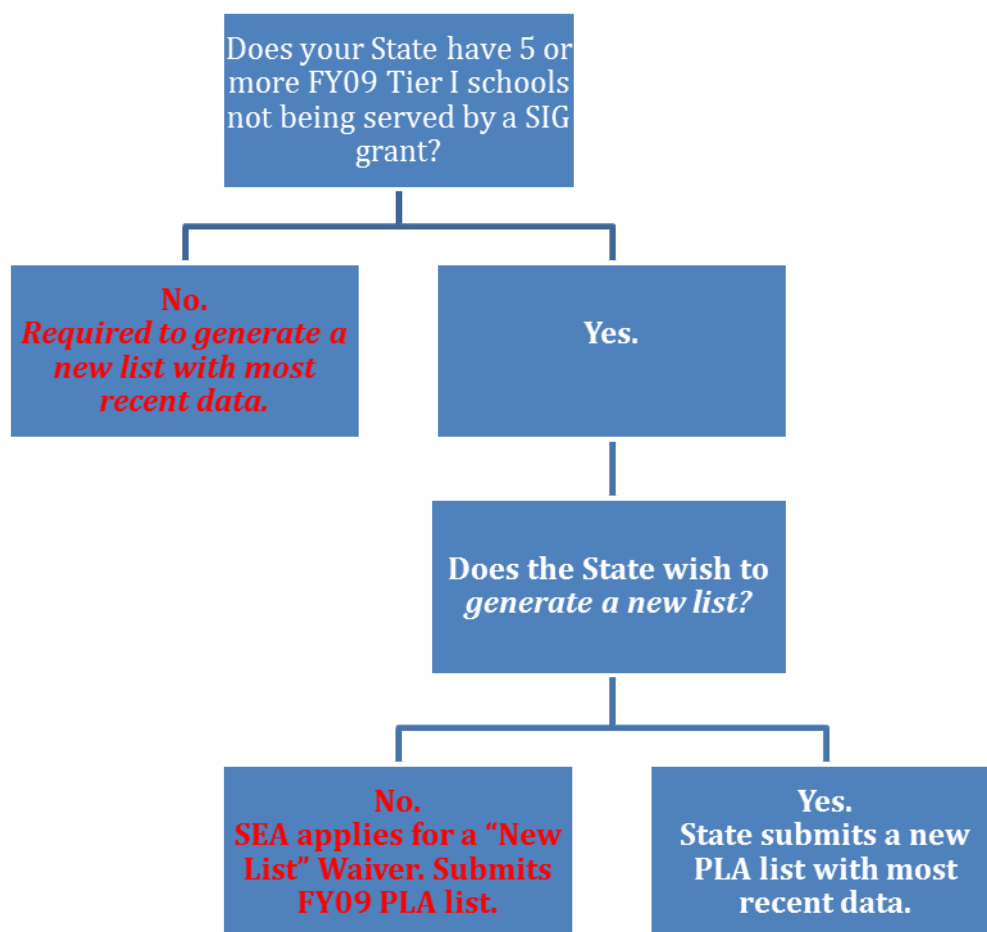 Does your State have 5 or
more FY09 Tier I schools
not being served by a SIG
grant?
No.
Required to generate a
new list with most
recent data.
Yes.
Does the State wish to
generate a new list?
No.
SEA applies for a “New
List” Waiver. Submits
FY09 PLA list.
Yes.
State submits a new
PLA list with most
recent data.